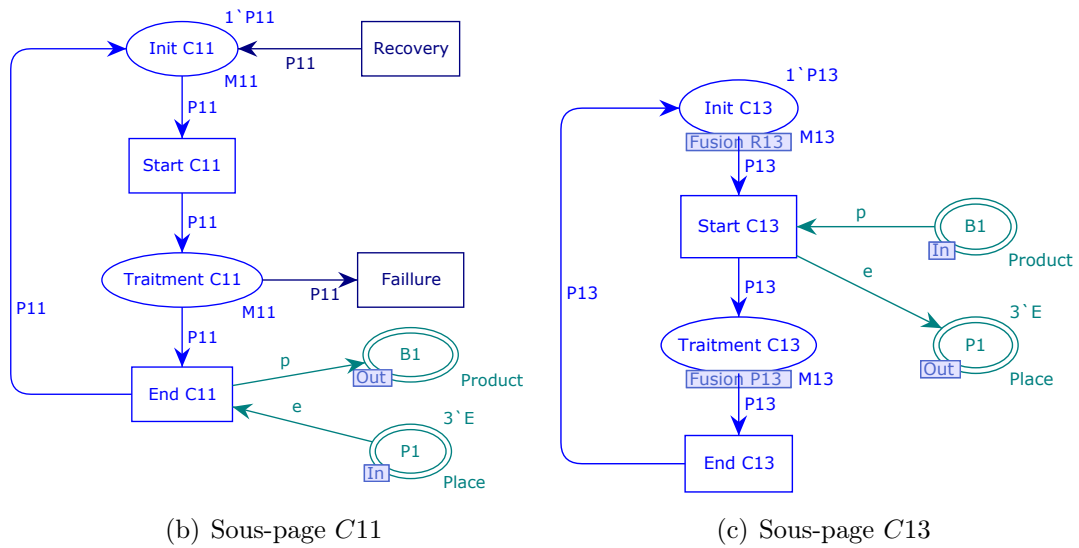 1`P11
Init C11
Recovery
P11
M11
P11
Start C11
P11
Traitment C11
Faillure
P11
M11
P11
P11
B1
Out
Product
p
End C11
e
3`E
P1
In
Place
(b) Sous-page C11
1`P13
Init C13
Fusion R13
M13
P13
Start C13
p
B1
In
Product
e
P13
P13
3`E
Traitment C13
P1
Out
Place
Fusion P13
M13
P13
End C13
(c) Sous-page C13